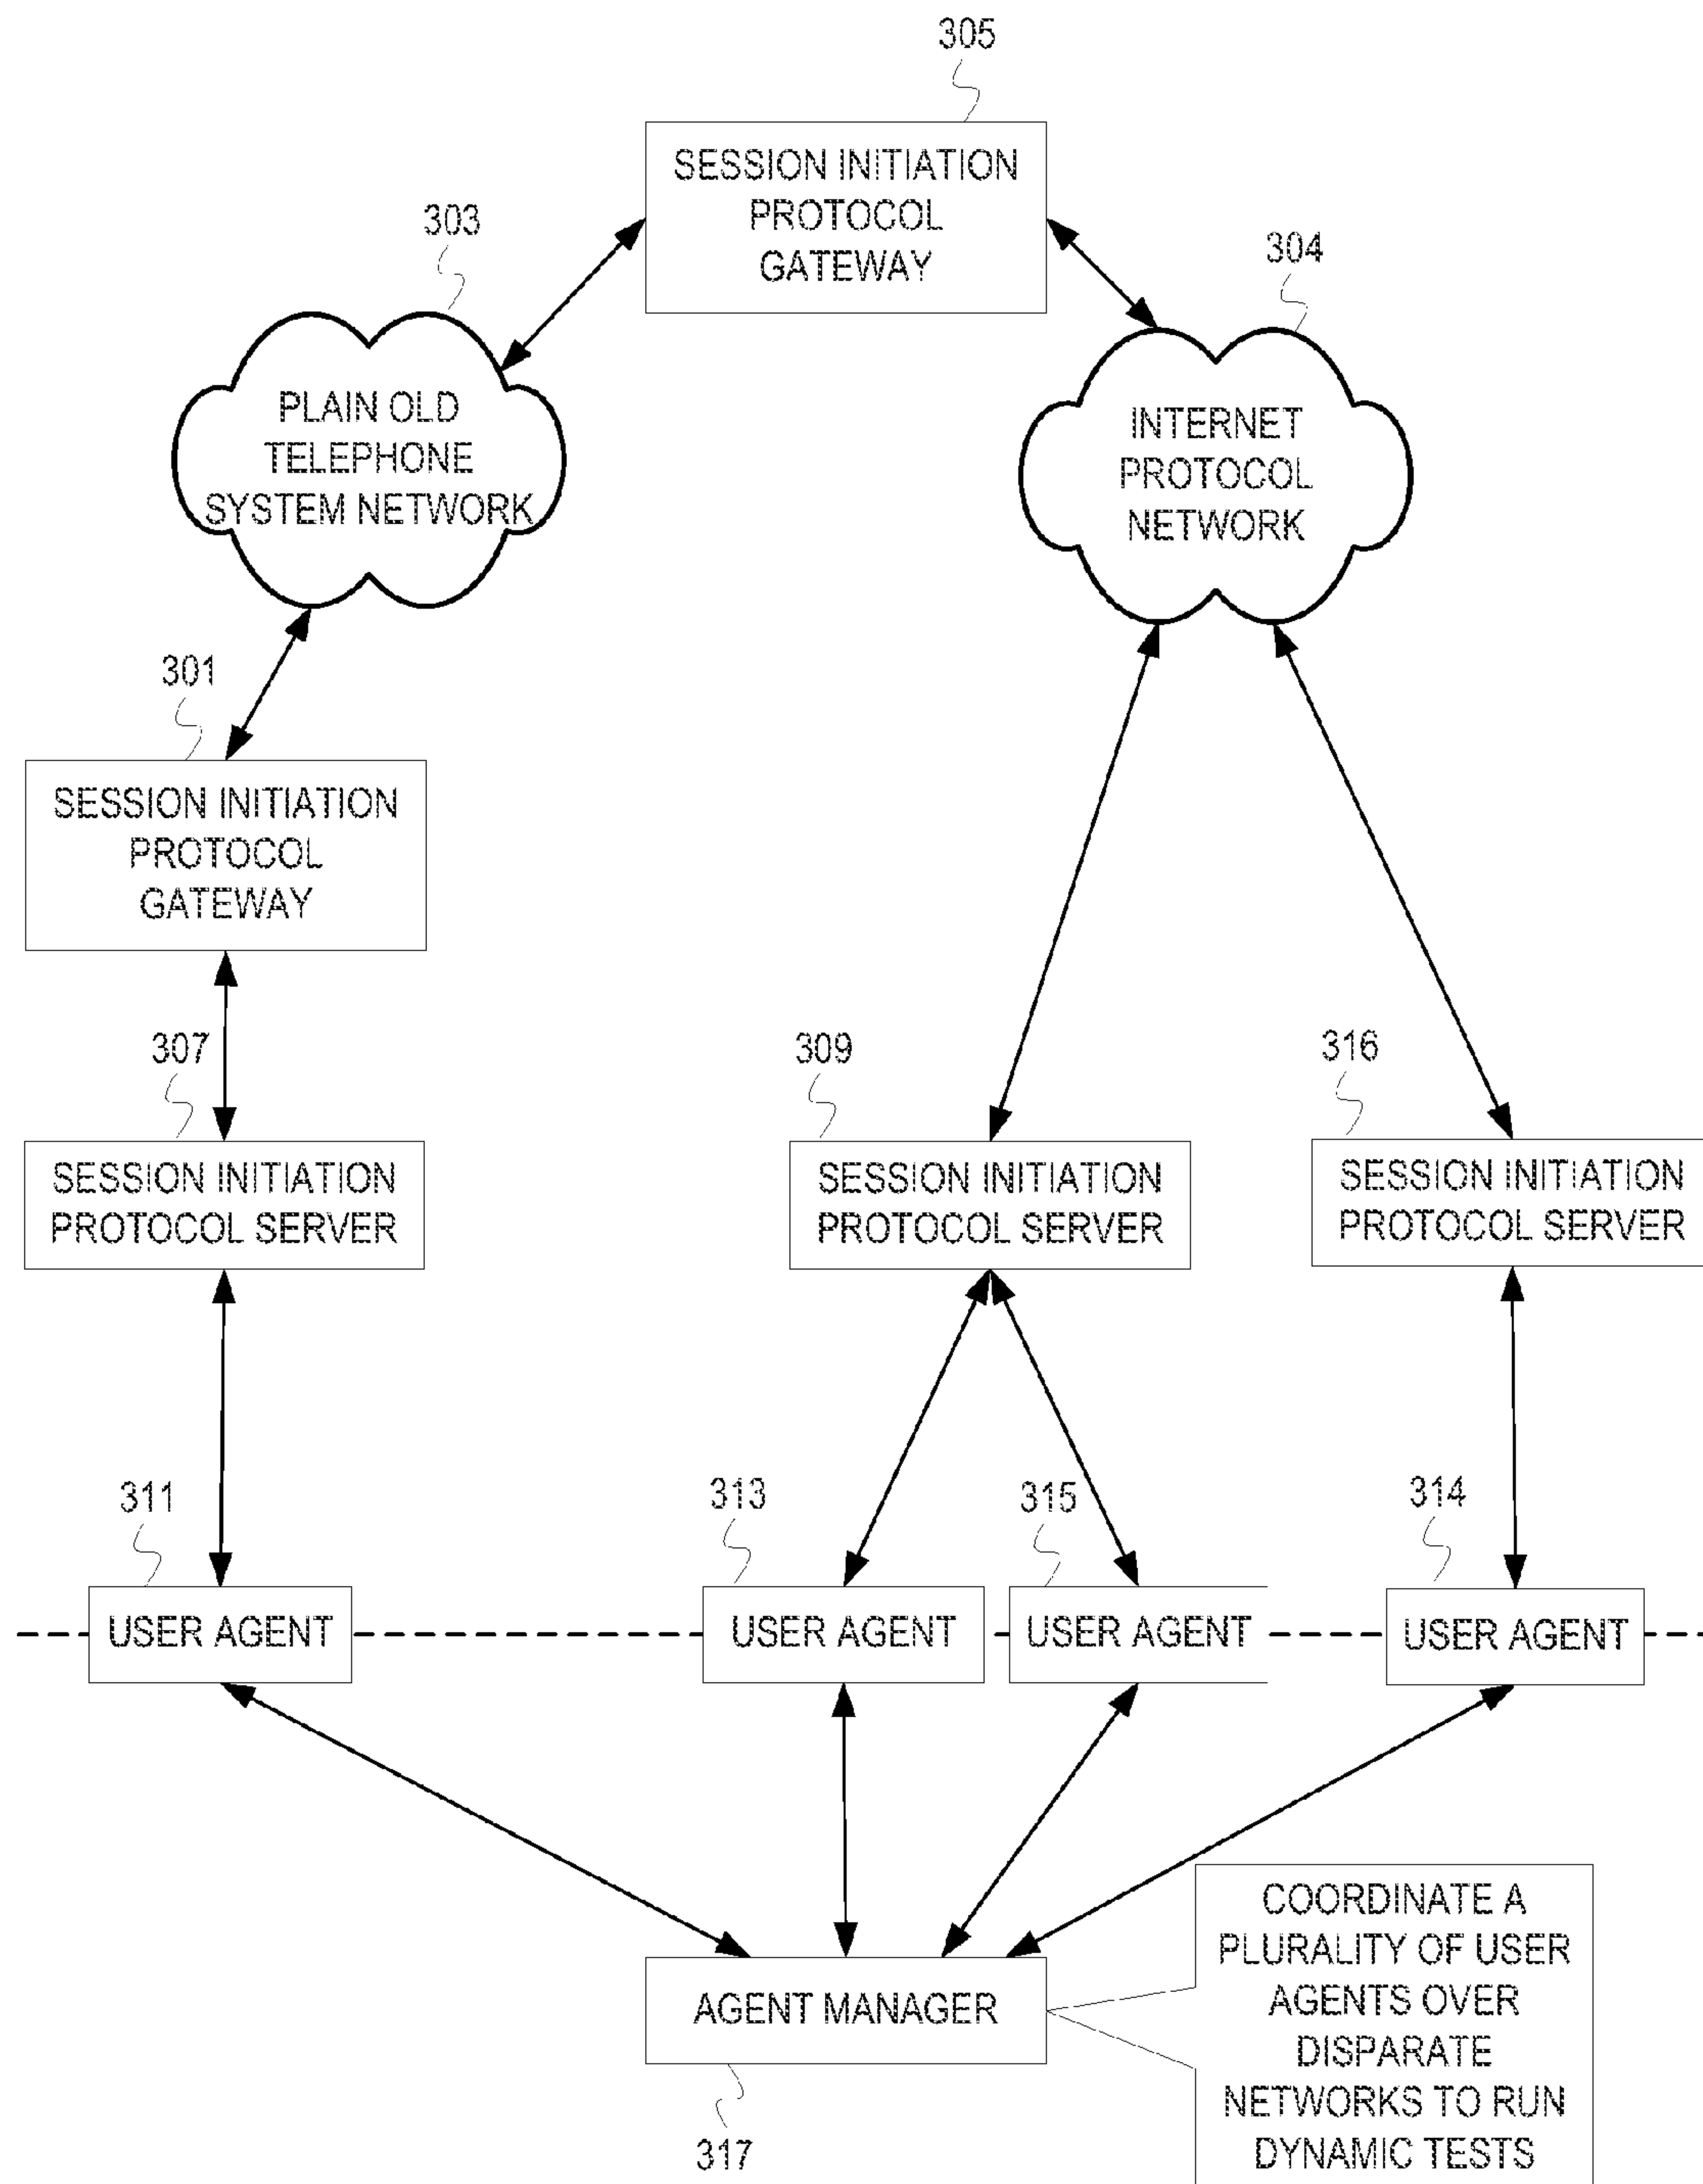 305
SESSION INITIATION
PROTOCOL
GATEWAY
303
304
PLAIN OLD
TELEPHONE
SYSTEM NETWORK
INTERNET
PROTOCOL
NETWORK
301
SESSION INITIATION
PROTOCOL
GATEWAY
307
309
316
SESSION INITIATION
PROTOCOL SERVER
SESSION INITIATION
PROTOCOL SERVER
SESSION INITIATION
PROTOCOL SERVER
311
313
315
314
USER AGENT
USER AGENT
USER AGENT
USER AGENT
AGENT MANAGER
317
COORDINATE A
PLURALITY OF USER
AGENTS OVER
DISPARATE
NETWORKS TO RUN
DYNAMIC TESTS